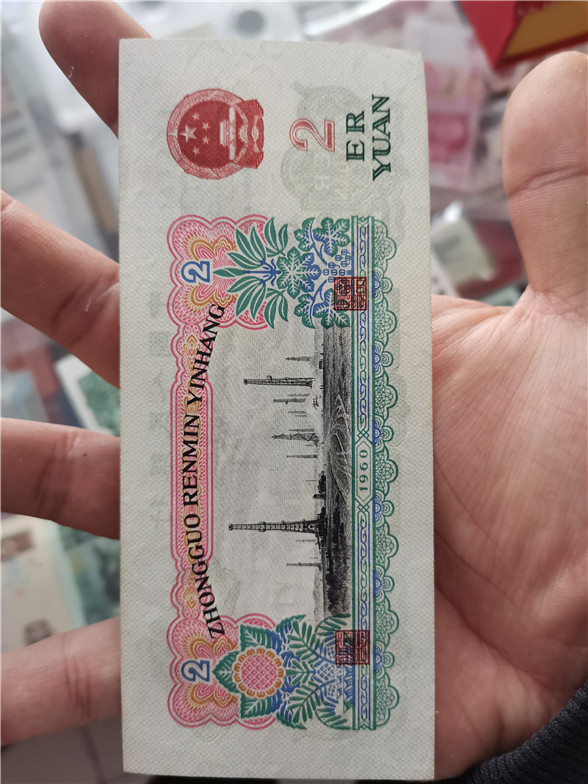 ZHONGGUO RENMIN YINHANG
2
2
2
ER
YUAN
1960